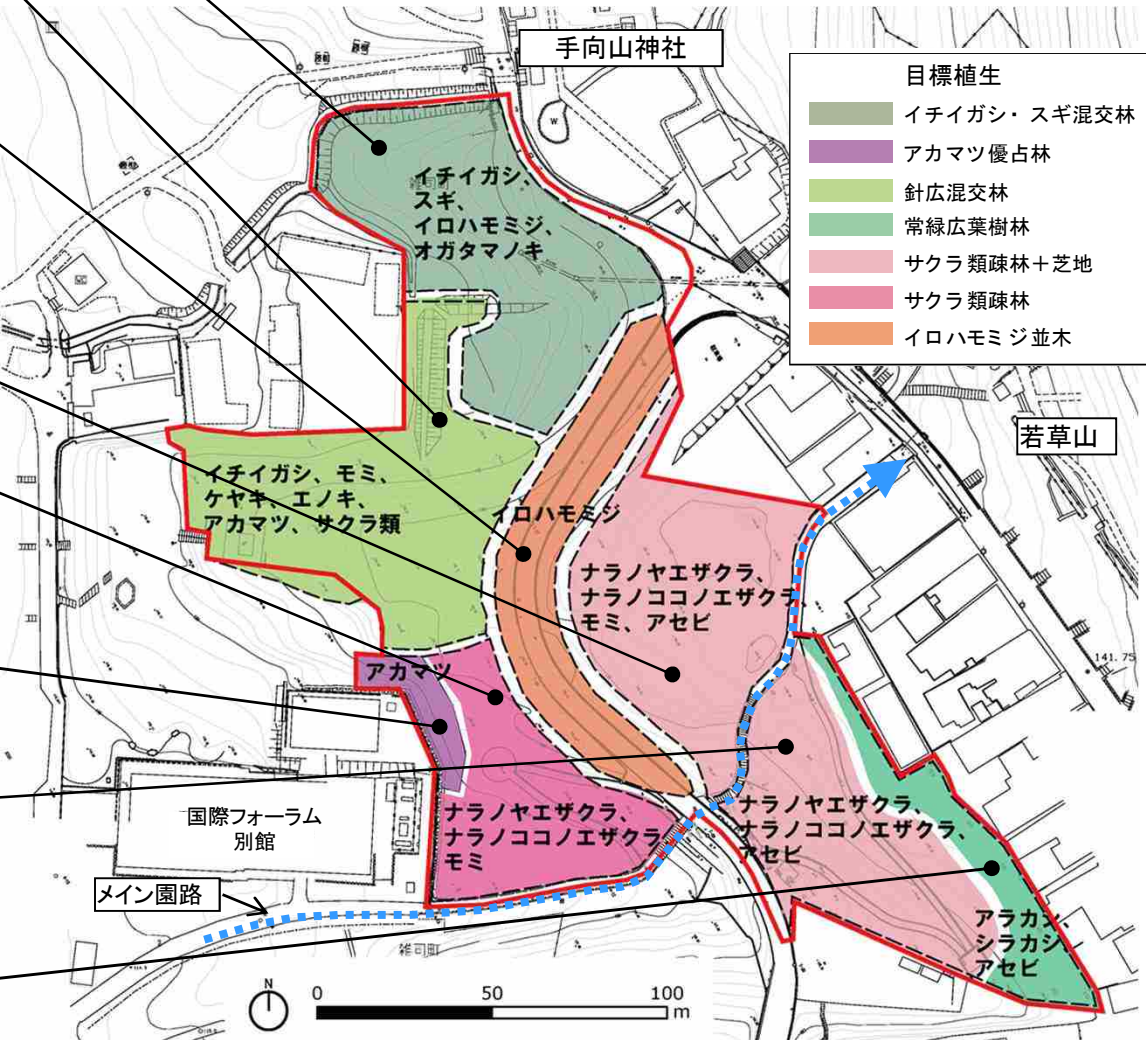 手向山神社
目標植生
イチイガシ・スギ混交林
アカマツ優占林
針広混交林
常緑広葉樹林
サクラ類疎林＋芝地
サクラ類疎林
イロハモミジ並木
イチイガシ、
スギ、
イロハモミジ、
オガタマノキ
若草山
イチイガシ、モミ、
ケヤキ、エノキ、
アカマツ、サクラ類
イロハモミジ
ナラノヤエザクラ、
ナラノココノエザクラ、
モミ、アセビ
141.75
アカマツ
国際フォーラム
別館
ナラノヤエザクラ、
ナラノココノエザクラ
モミ
ナラノヤエザクラ、
ナラノココノエザクラ、
アセビ
メイン園路
アラカシ、
シラカシ
アセビ
雑司町
N
0 50 100
m